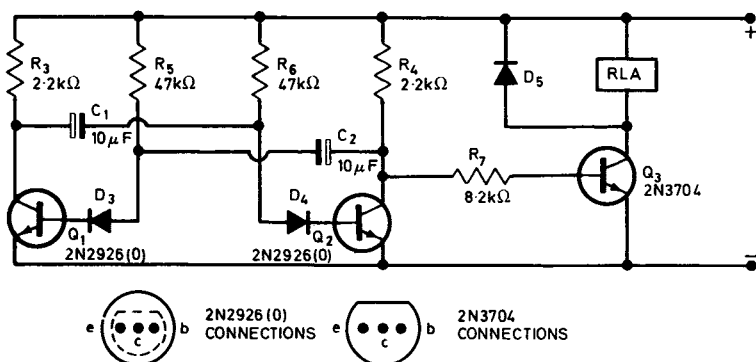 +
R3
2·2kΩ
R5
47kΩ
R6
47kΩ
R4
2·2kΩ
D5
RLA
C1
10μF
C2
10μF
R7
8·2kΩ
Q3
2N3704
D3
Q1
2N2926(0)
D4
Q2
2N2926(0)
−
e
c
b
2N2926(0)
CONNECTIONS
e
c
b
2N3704
CONNECTIONS